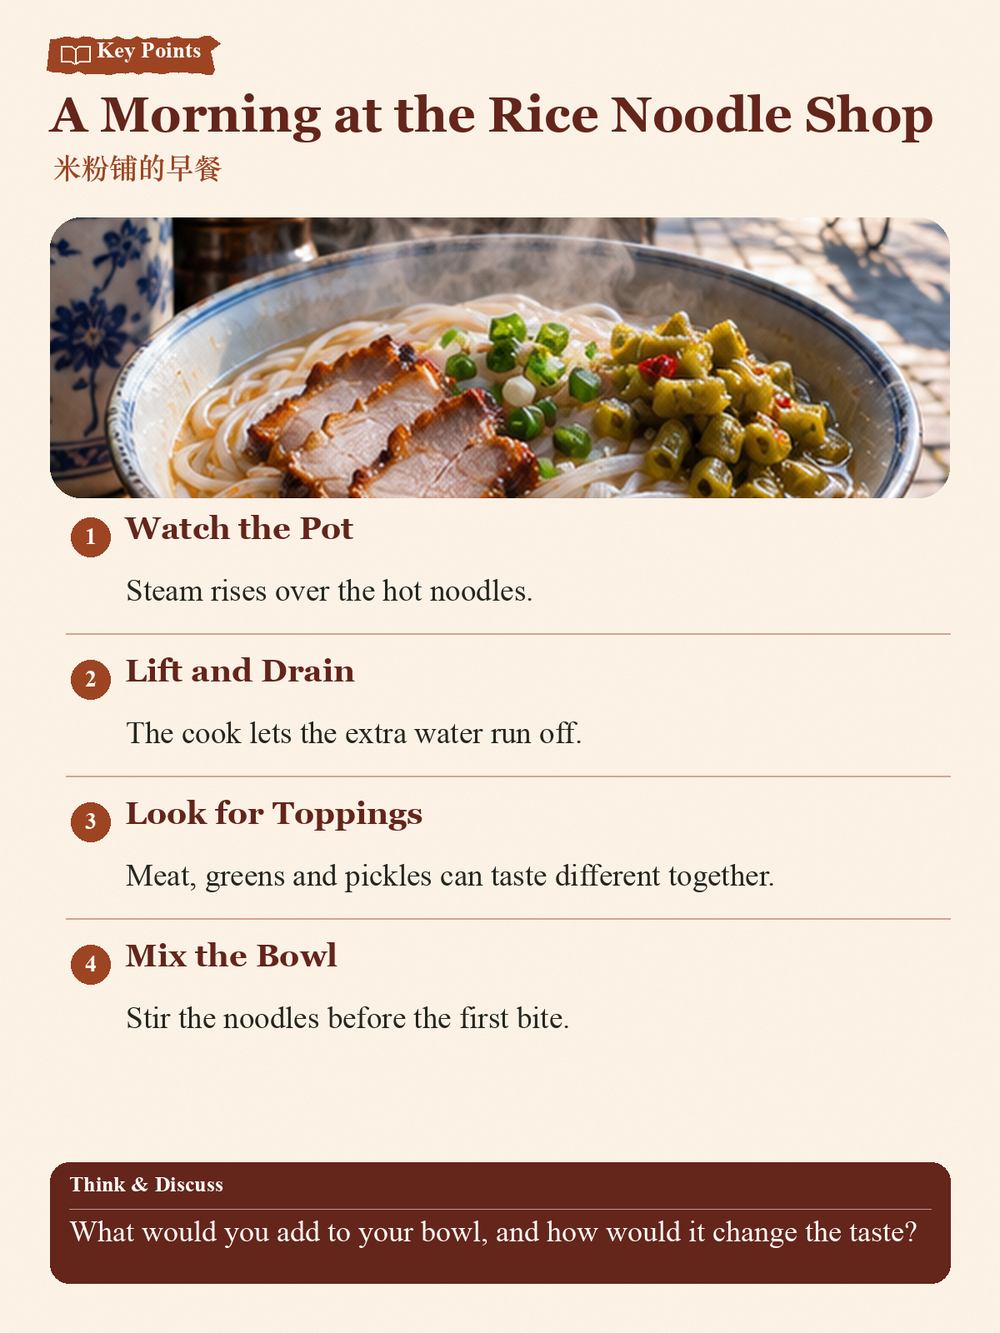 Key Points
A Morning at the Rice Noodle Shop
米粉铺的早餐
1 Watch the Pot
Steam rises over the hot noodles.
2 Lift and Drain
The cook lets the extra water run off.
3 Look for Toppings
Meat, greens and pickles can taste different together.
4 Mix the Bowl
Stir the noodles before the first bite.
Think & Discuss
What would you add to your bowl, and how would it change the taste?